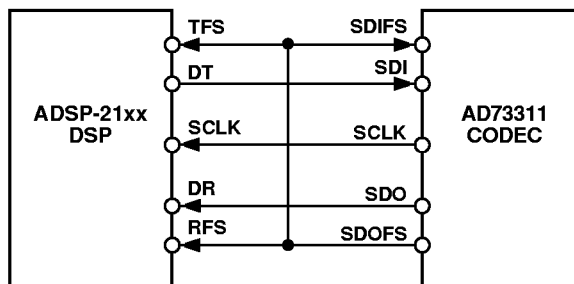 TFS
SDIFS
DT
SDI
ADSP-21xx
DSP
AD73311
CODEC
SCLK
SCLK
DR
SDO
RFS
SDOFS